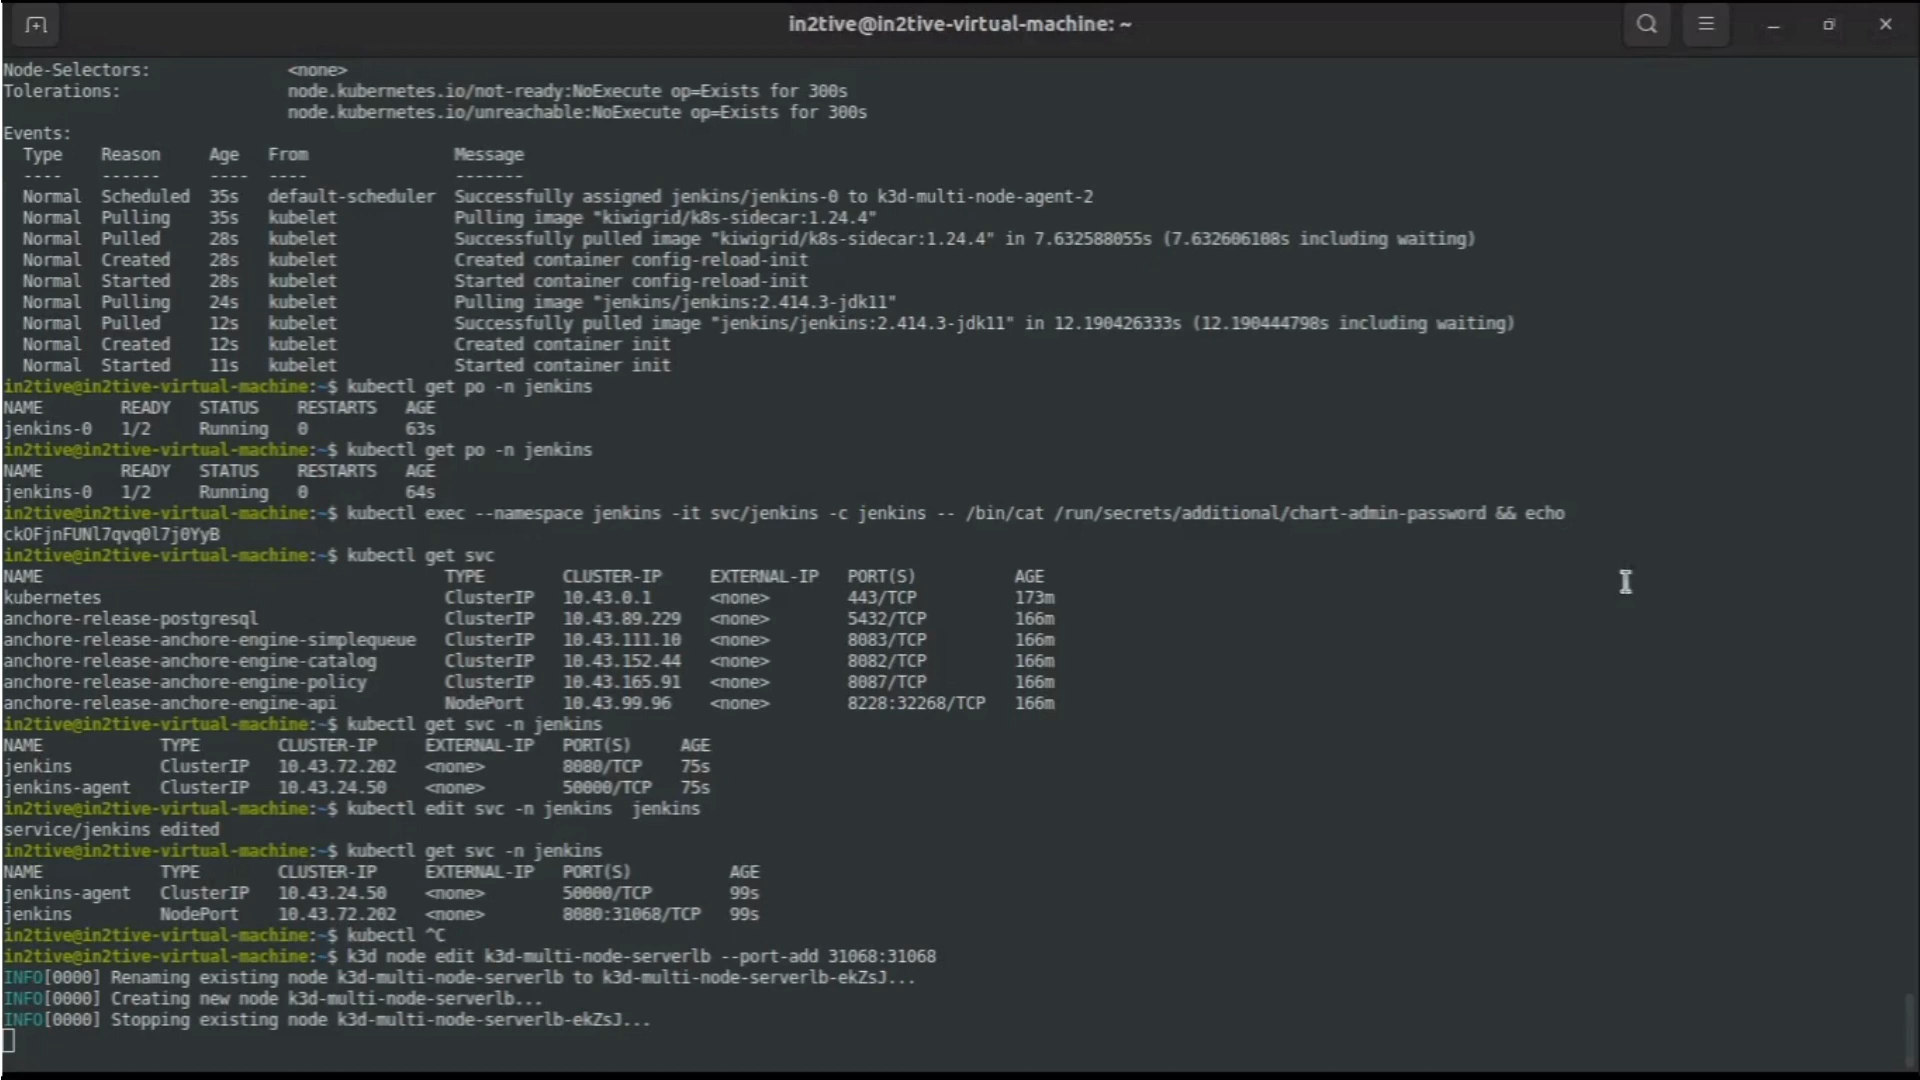 in2tive@in2tive-virtual-machine: ~
Node-Selectors:              <none>
Tolerations:                 node.kubernetes.io/not-ready:NoExecute op=Exists for 300s
                             node.kubernetes.io/unreachable:NoExecute op=Exists for 300s
Events:
  Type    Reason     Age   From               Message
  ----    ------     ----  ----               -------
  Normal  Scheduled  35s   default-scheduler  Successfully assigned jenkins/jenkins-0 to k3d-multi-node-agent-2
  Normal  Pulling    35s   kubelet            Pulling image "kiwigrid/k8s-sidecar:1.24.4"
  Normal  Pulled     28s   kubelet            Successfully pulled image "kiwigrid/k8s-sidecar:1.24.4" in 7.632588055s (7.632606108s including waiting)
  Normal  Created    28s   kubelet            Created container config-reload-init
  Normal  Started    28s   kubelet            Started container config-reload-init
  Normal  Pulling    24s   kubelet            Pulling image "jenkins/jenkins:2.414.3-jdk11"
  Normal  Pulled     12s   kubelet            Successfully pulled image "jenkins/jenkins:2.414.3-jdk11" in 12.190426333s (12.190444798s including waiting)
  Normal  Created    12s   kubelet            Created container init
  Normal  Started    11s   kubelet            Started container init
in2tive@in2tive-virtual-machine:~$ kubectl get po -n jenkins
NAME        READY   STATUS    RESTARTS   AGE
jenkins-0   1/2     Running   0          63s
in2tive@in2tive-virtual-machine:~$ kubectl get po -n jenkins
NAME        READY   STATUS    RESTARTS   AGE
jenkins-0   1/2     Running   0          64s
in2tive@in2tive-virtual-machine:~$ kubectl exec --namespace jenkins -it svc/jenkins -c jenkins -- /bin/cat /run/secrets/additional/chart-admin-password && echo
ckOFjnFUNl7qvq0l7j0YyB
in2tive@in2tive-virtual-machine:~$ kubectl get svc
NAME                                         TYPE        CLUSTER-IP     EXTERNAL-IP   PORT(S)          AGE
kubernetes                                   ClusterIP   10.43.0.1      <none>        443/TCP          173m
anchore-release-postgresql                   ClusterIP   10.43.89.229   <none>        5432/TCP         166m
anchore-release-anchore-engine-simplequeue   ClusterIP   10.43.111.10   <none>        8083/TCP         166m
anchore-release-anchore-engine-catalog       ClusterIP   10.43.152.44   <none>        8082/TCP         166m
anchore-release-anchore-engine-policy        ClusterIP   10.43.165.91   <none>        8087/TCP         166m
anchore-release-anchore-engine-api           NodePort    10.43.99.96    <none>        8228:32268/TCP   166m
in2tive@in2tive-virtual-machine:~$ kubectl get svc -n jenkins
NAME            TYPE        CLUSTER-IP     EXTERNAL-IP   PORT(S)     AGE
jenkins         ClusterIP   10.43.72.202   <none>        8080/TCP    75s
jenkins-agent   ClusterIP   10.43.24.50    <none>        50000/TCP   75s
in2tive@in2tive-virtual-machine:~$ kubectl edit svc -n jenkins  jenkins
service/jenkins edited
in2tive@in2tive-virtual-machine:~$ kubectl get svc -n jenkins
NAME            TYPE        CLUSTER-IP     EXTERNAL-IP   PORT(S)          AGE
jenkins-agent   ClusterIP   10.43.24.50    <none>        50000/TCP        99s
jenkins         NodePort    10.43.72.202   <none>        8080:31068/TCP   99s
in2tive@in2tive-virtual-machine:~$ kubectl ^C
in2tive@in2tive-virtual-machine:~$ k3d node edit k3d-multi-node-serverlb --port-add 31068:31068
INFO[0000] Renaming existing node k3d-multi-node-serverlb to k3d-multi-node-serverlb-ekZsJ...
INFO[0000] Creating new node k3d-multi-node-serverlb...
INFO[0000] Stopping existing node k3d-multi-node-serverlb-ekZsJ...